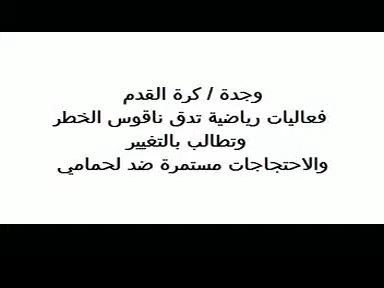 وجدة / كرة القدم
فعاليات رياضية تدق ناقوس الخطر
وتطالب بالتغيير
والاحتجاجات مستمرة ضد لحمامي